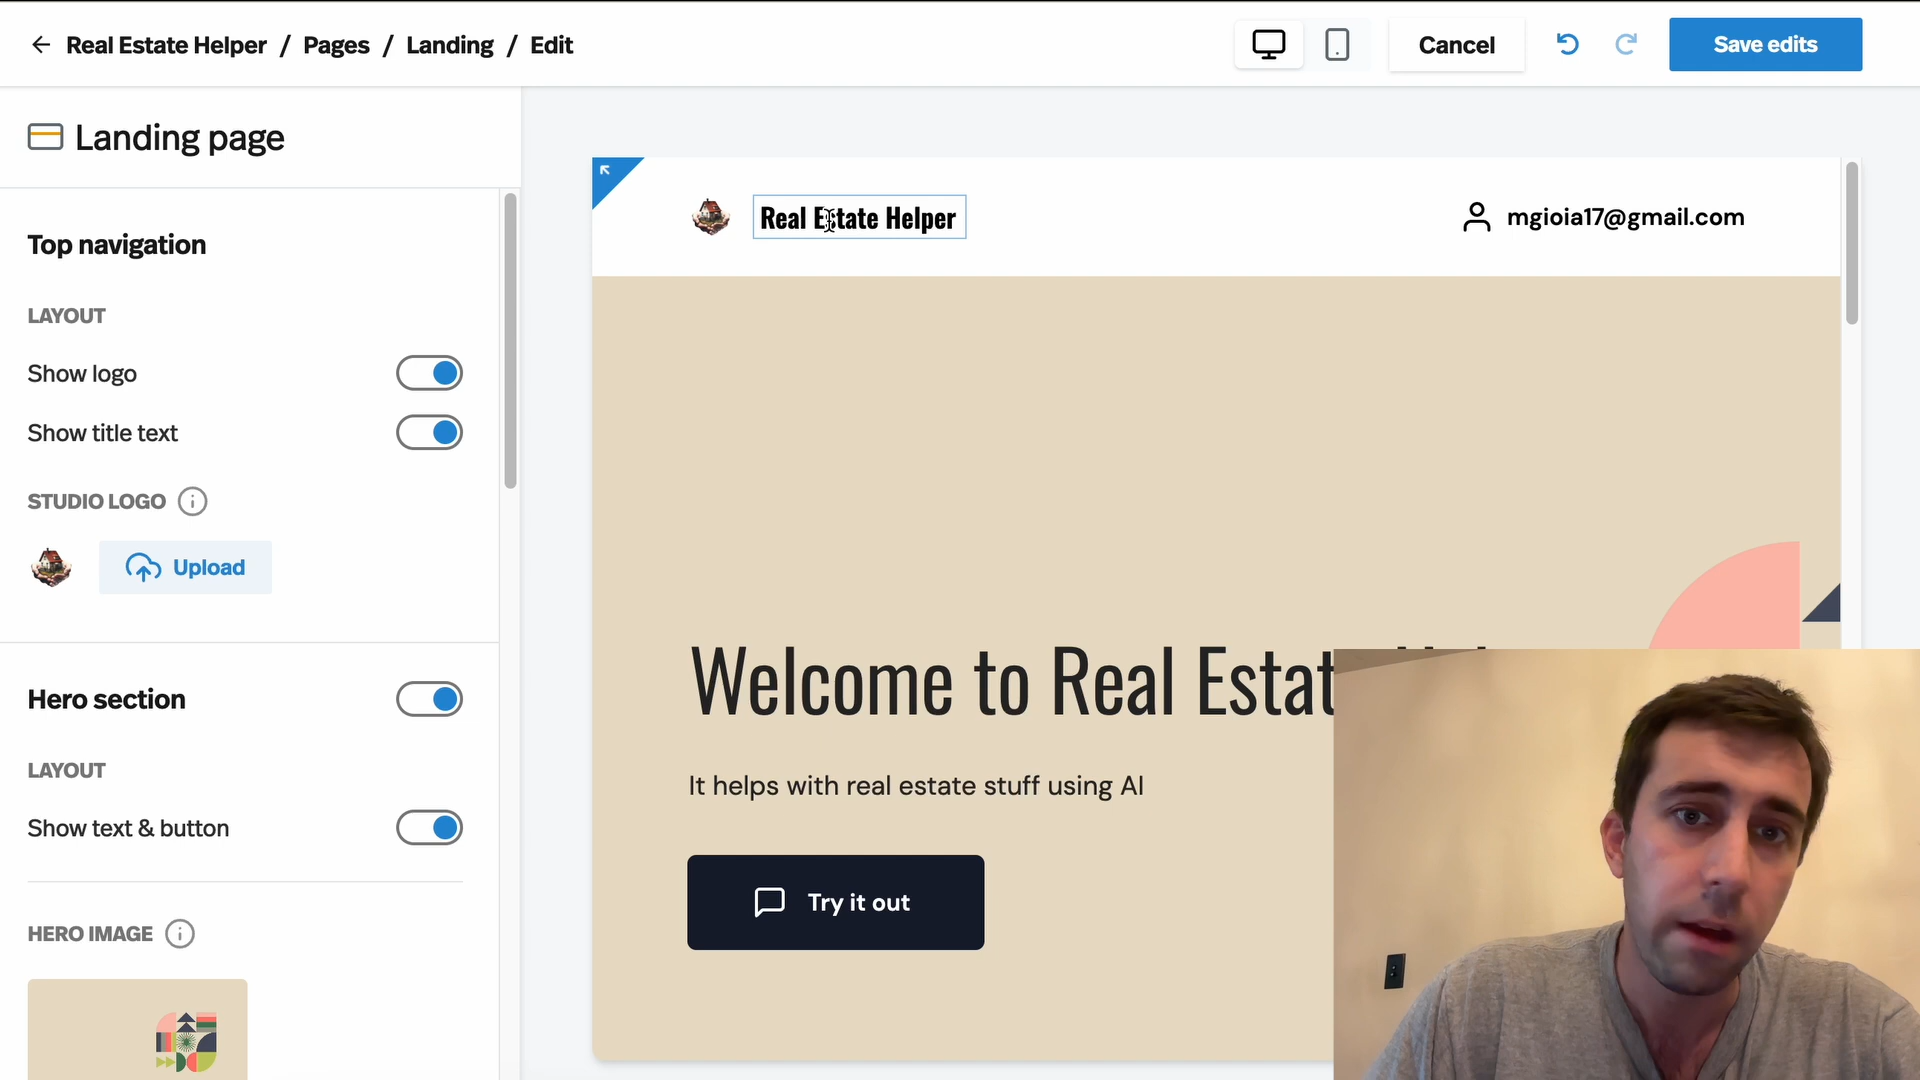 Real Estate Helper / Pages / Landing / Edit
Cancel
Save edits
Landing page
Top navigation
LAYOUT
Show logo
Show title text
STUDIO LOGO
Upload
Hero section
LAYOUT
Show text & button
HERO IMAGE
Real Estate Helper
mgioia17@gmail.com
Welcome to Real Estat
It helps with real estate stuff using AI
Try it out